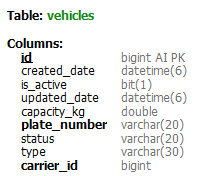 Table: vehicles
Columns:
id bigint AI PK
created_date datetime(6)
is_active bit(1)
updated_date datetime(6)
capacity_kg double
plate_number varchar(20)
status varchar(20)
type varchar(30)
carrier_id bigint